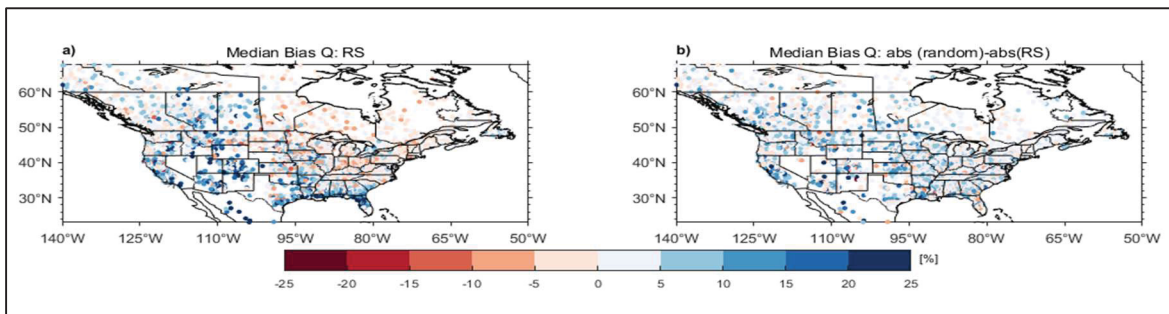 a) Median Bias Q: RS
60°N
50°N
40°N
30°N
140°W 125°W 110°W 95°W 80°W 65°W 50°W
b) Median Bias Q: abs (random)-abs(RS)
60°N
50°N
40°N
30°N
140°W 125°W 110°W 95°W 80°W 65°W 50°W
[%]
-25 -20 -15 -10 -5 0 5 10 15 20 25